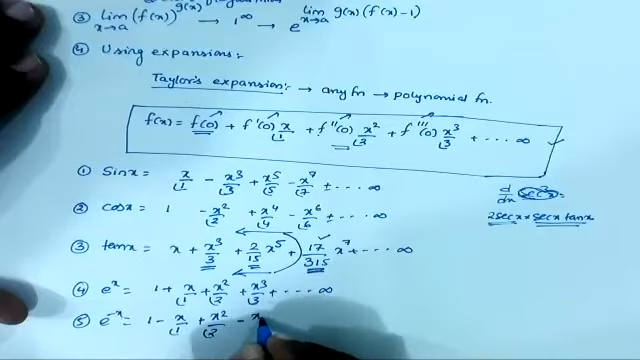 ③ lim x→a (f(x))^g(x) → 1^∞ → e^lim x→a g(x)(f(x)-1)
④ Using expansions:-
Taylor's expansion:- → any fn → polynomial fn.
f(x) = f(0) + f'(0) x/⌊1 + f''(0) x²/⌊2 + f'''(0) x³/⌊3 + .... ∞
① Sinx = x/⌊1 - x³/⌊3 + x⁵/⌊5 - x⁷/⌊7 ± .... ∞
d/dx sec²x =
② cosx = 1 - x²/⌊2 + x⁴/⌊4 - x⁶/⌊6 ± .... ∞
2secx * secx tanx
③ tanx = x + x³/3 + 2/15 x⁵ + 17/315 x⁷ + .... ∞
④ eˣ = 1 + x/⌊1 + x²/⌊2 + x³/⌊3 + .... ∞
⑤ e⁻ˣ = 1 - x/⌊1 + x²/⌊2 - x